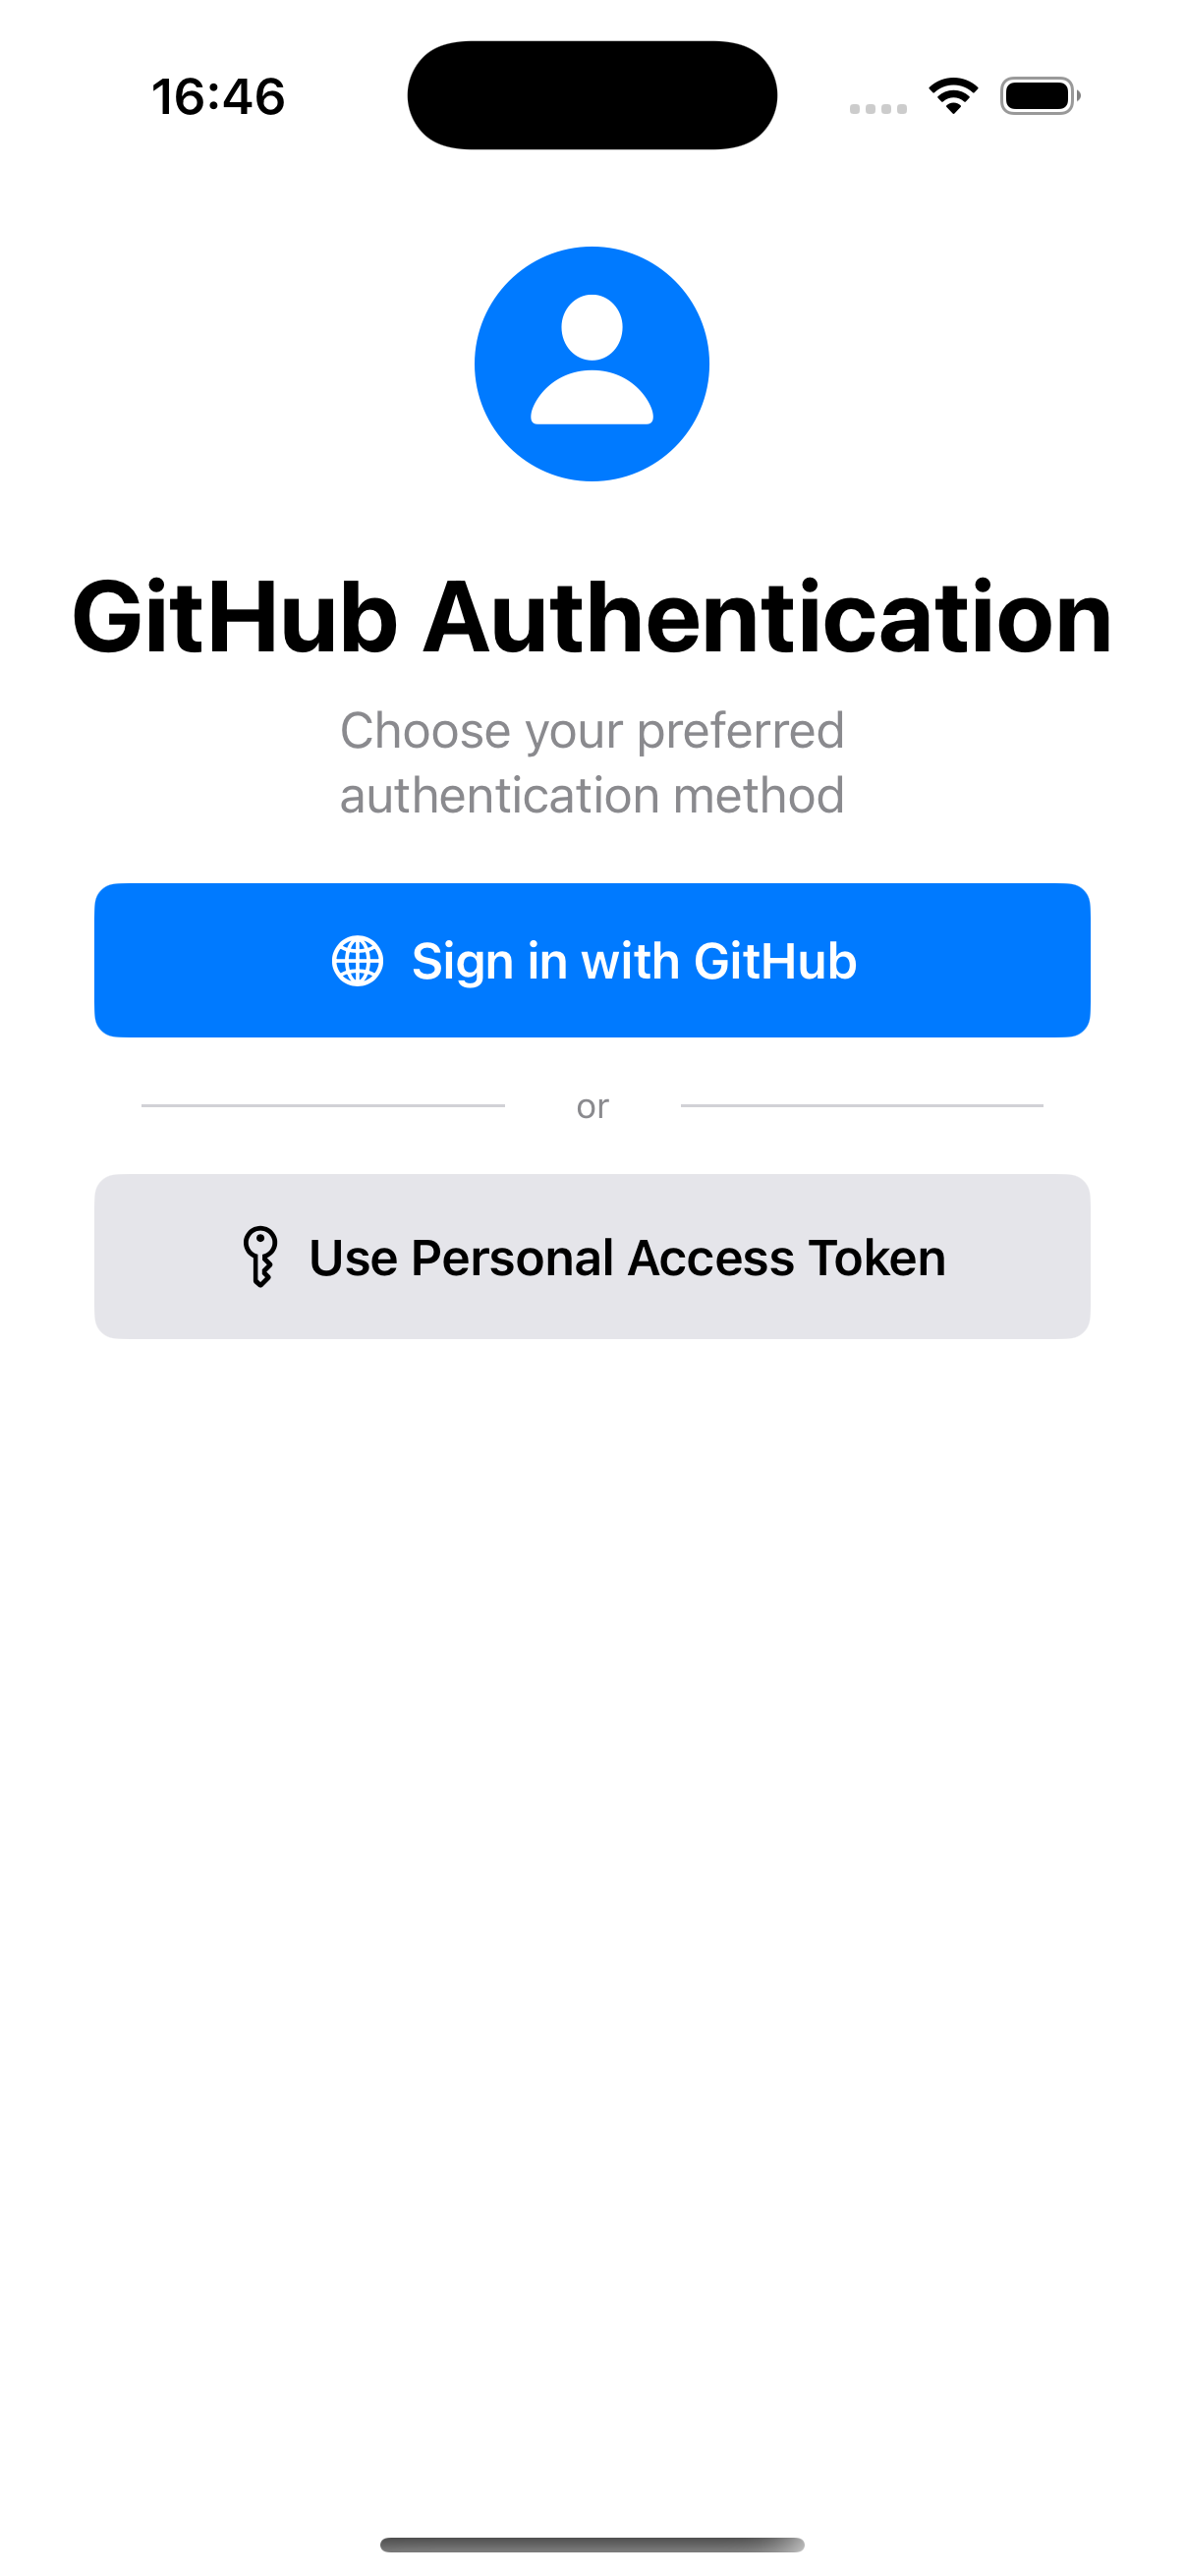 16:46
GitHub Authentication
Choose your preferred
authentication method
Sign in with GitHub
or
Use Personal Access Token